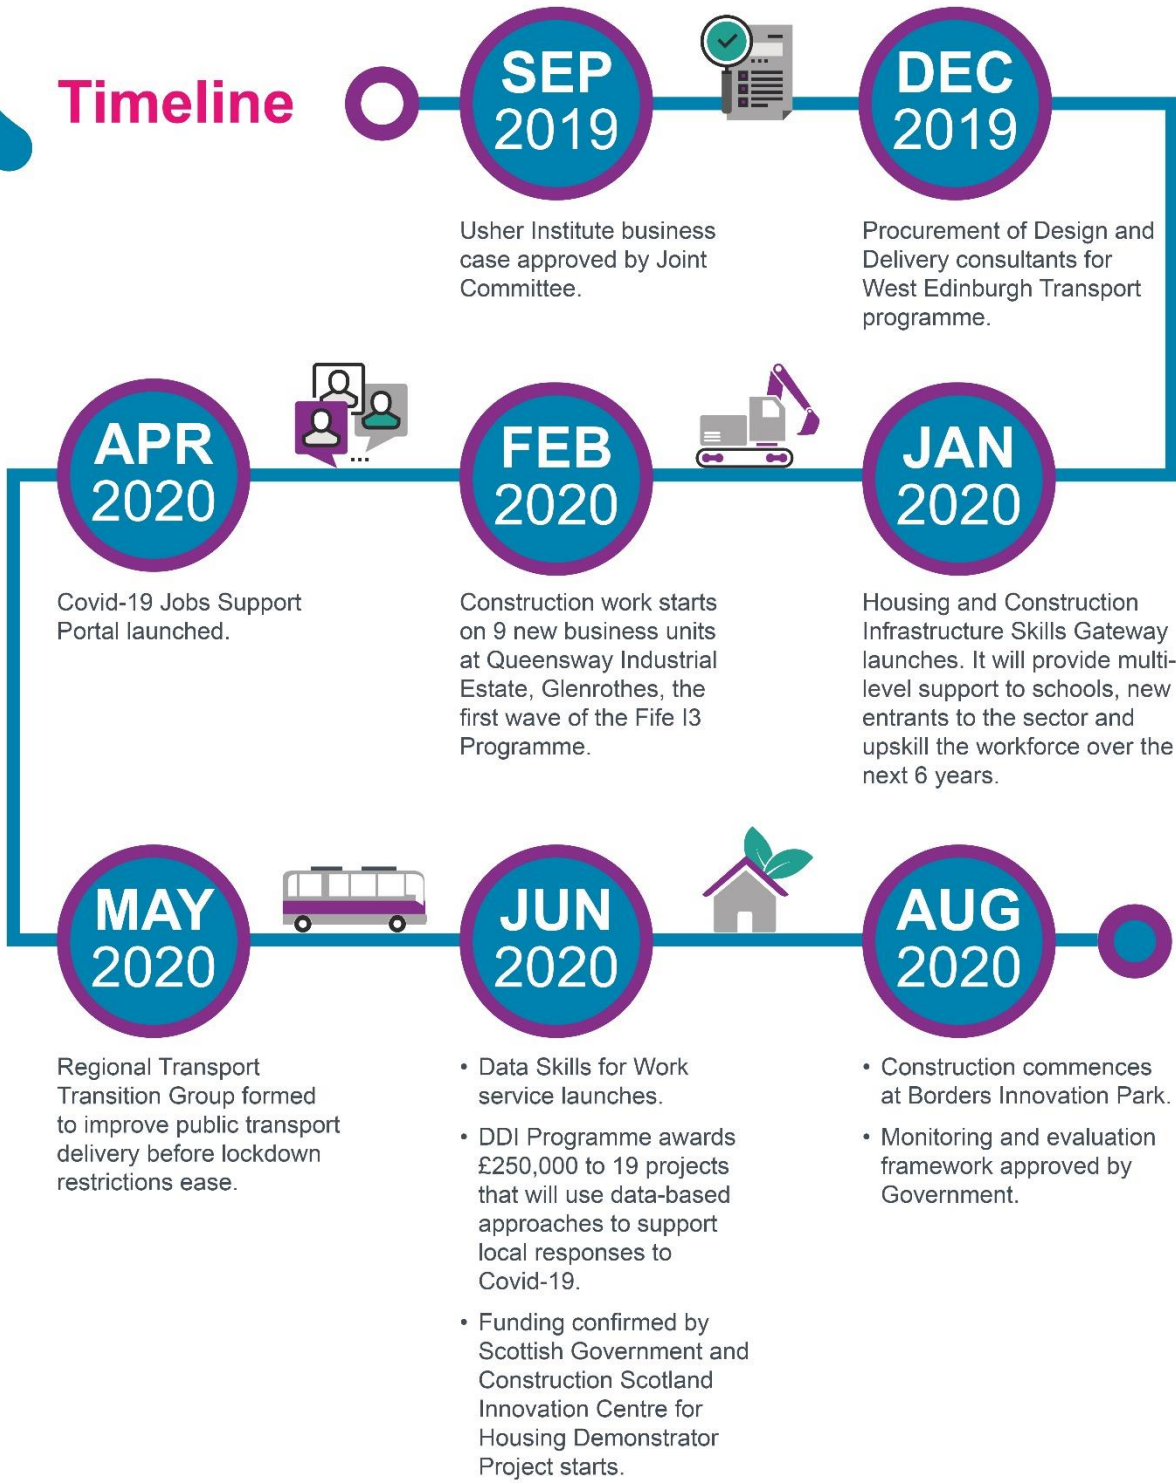 Timeline
SEP
2019
Usher Institute business
case approved by Joint
Committee.
DEC
2019
Procurement of Design and
Delivery consultants for
West Edinburgh Transport
programme.
JAN
2020
Housing and Construction
Infrastructure Skills Gateway
launches. It will provide multi-
level support to schools, new
entrants to the sector and
upskill the workforce over the
next 6 years.
FEB
2020
Construction work starts
on 9 new business units
at Queensway Industrial
Estate, Glenrothes, the
first wave of the Fife I3
Programme.
APR
2020
Covid-19 Jobs Support
Portal launched.
MAY
2020
Regional Transport
Transition Group formed
to improve public transport
delivery before lockdown
restrictions ease.
JUN
2020
• Data Skills for Work
service launches.
• DDI Programme awards
£250,000 to 19 projects
that will use data-based
approaches to support
local responses to
Covid-19.
• Funding confirmed by
Scottish Government and
Construction Scotland
Innovation Centre for
Housing Demonstrator
Project starts.
AUG
2020
• Construction commences
at Borders Innovation Park.
• Monitoring and evaluation
framework approved by
Government.